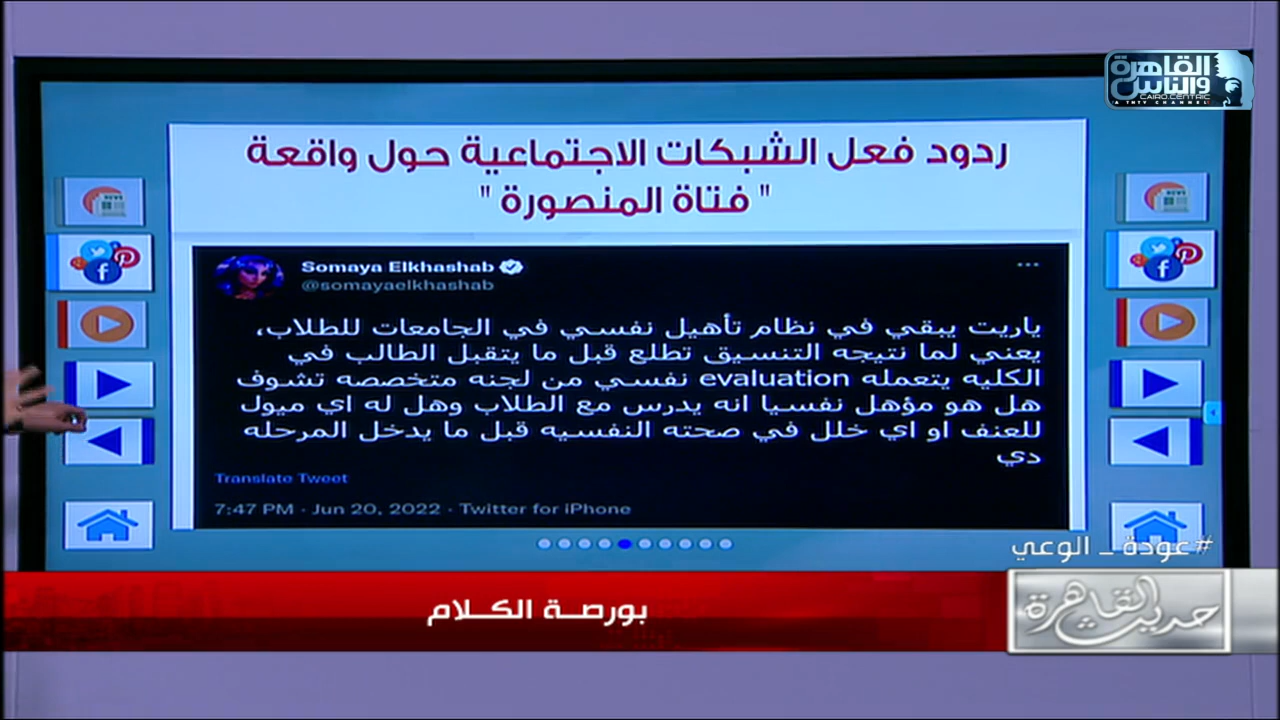 القاهرة
والناس
CAIRO.CENTRIC
A TNTV CHANNEL
ردود فعل الشبكات الاجتماعية حول واقعة
" فتاة المنصورة "
Somaya Elkhashab
@somayaelkhashab
ياريت يبقي في نظام تأهيل نفسي في الجامعات للطلاب،
يعني لما نتيجه التنسيق تطلع قبل ما يتقبل الطالب في
الكليه يتعمله evaluation نفسي من لجنه متخصصه تشوف
هل هو مؤهل نفسيا انه يدرس مع الطلاب وهل له اي ميول
للعنف او اي خلل في صحته النفسيه قبل ما يدخل المرحله
دي
Translate Tweet
7:47 PM · Jun 20, 2022 · Twitter for iPhone
#عودة_الوعي
بورصة الكلام
حديث القاهرة